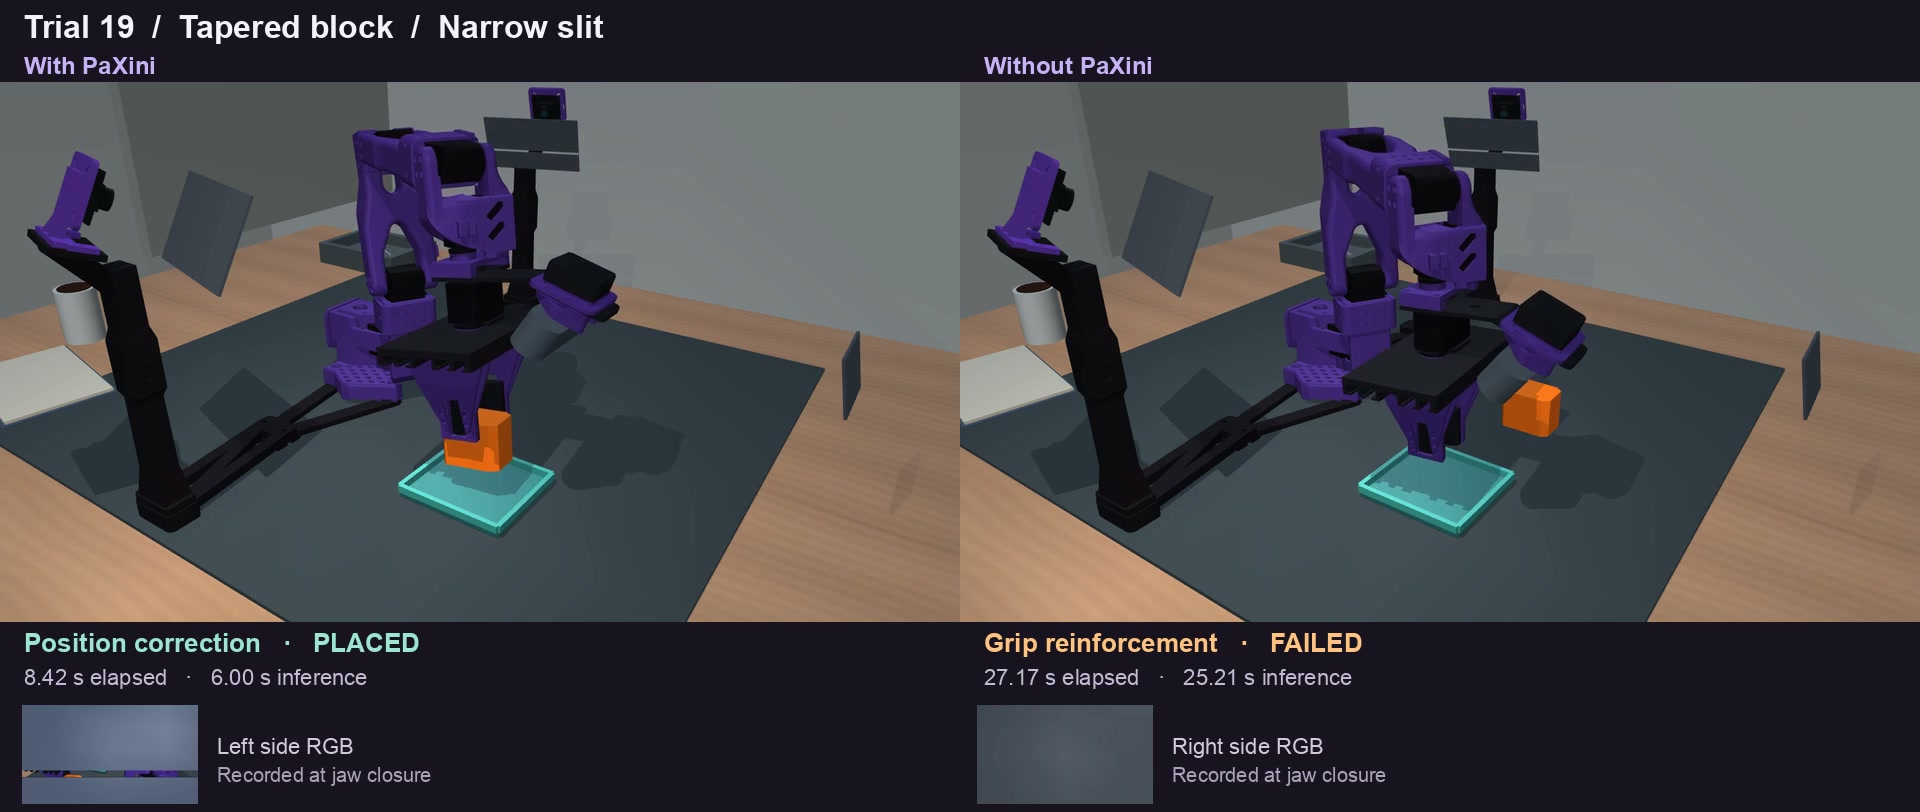 Trial 19 / Tapered block / Narrow slit
With PaXini
Without PaXini
Position correction · PLACED
8.42 s elapsed · 6.00 s inference
Left side RGB
Recorded at jaw closure
Grip reinforcement · FAILED
27.17 s elapsed · 25.21 s inference
Right side RGB
Recorded at jaw closure